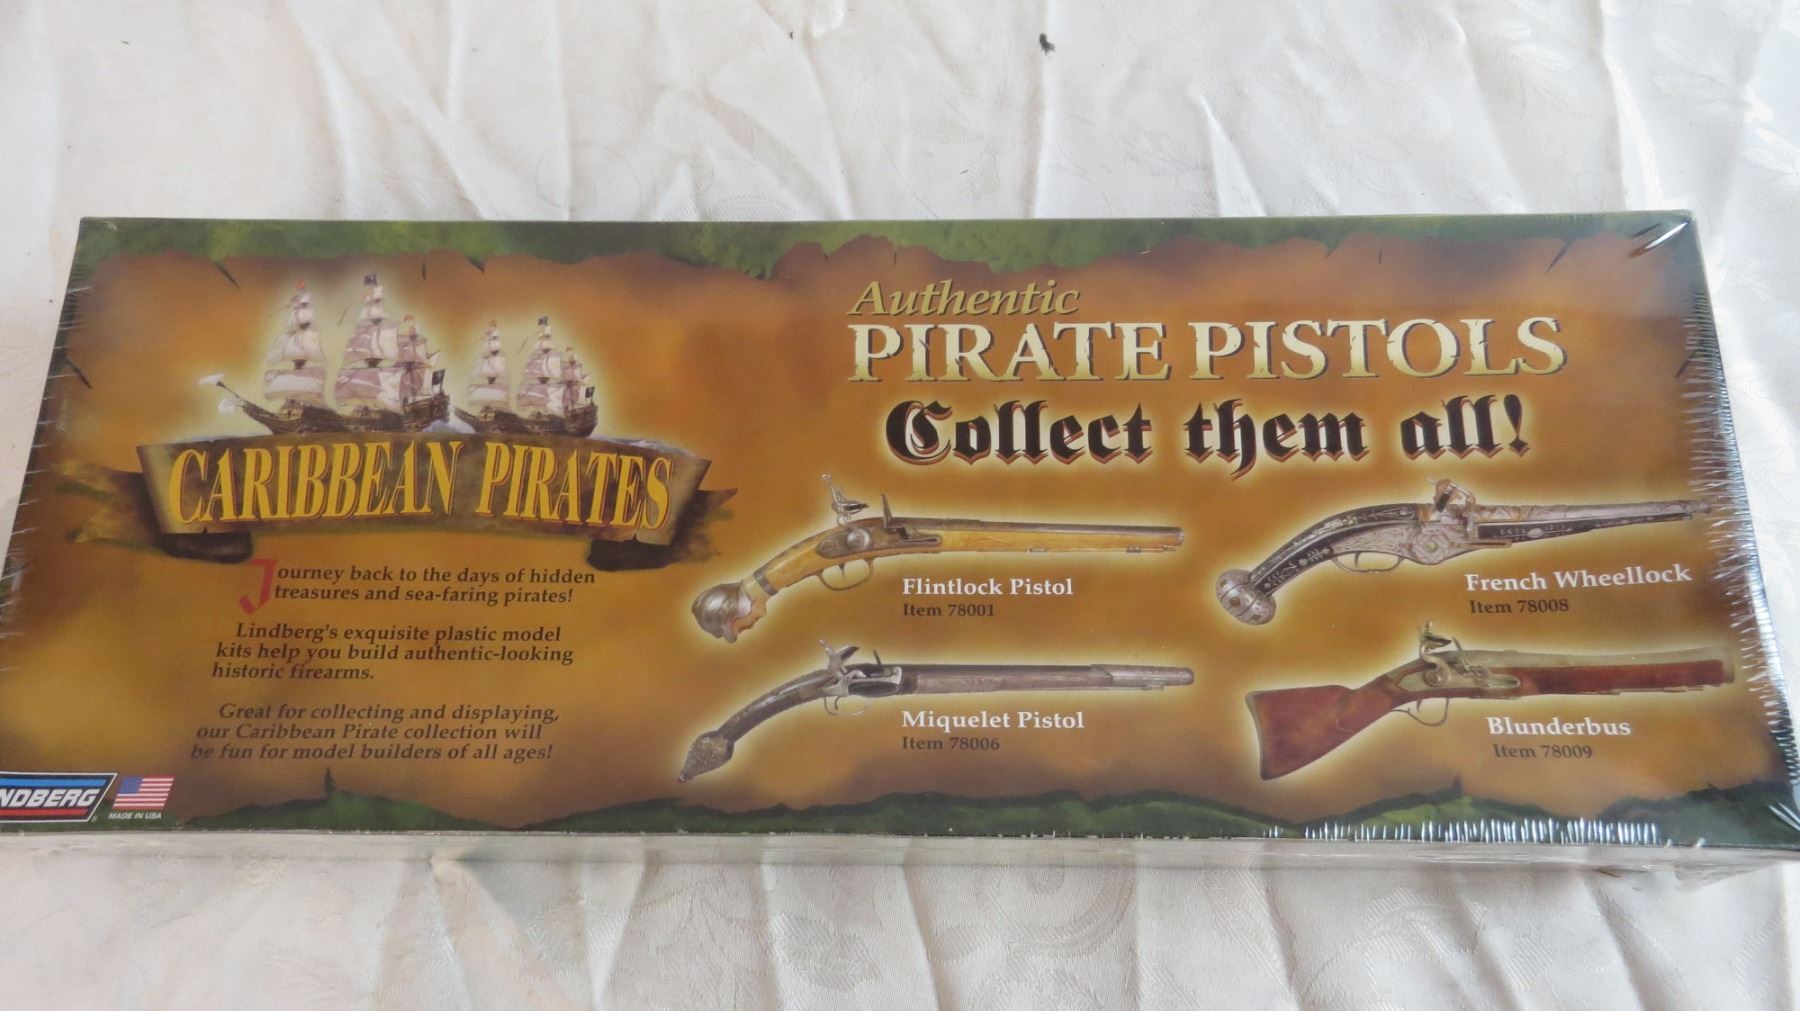 CARIBBEAN PIRATES
Journey back to the days of hidden
treasures and sea-faring pirates!
Lindberg's exquisite plastic model
kits help you build authentic-looking
historic firearms.
Great for collecting and displaying,
our Caribbean Pirate collection will
be fun for model builders of all ages!
NDBERG
MADE IN USA
Authentic
PIRATE PISTOLS
Collect them all!
Flintlock Pistol
Item 78001
French Wheellock
Item 78008
Miquelet Pistol
Item 78006
Blunderbus
Item 78009